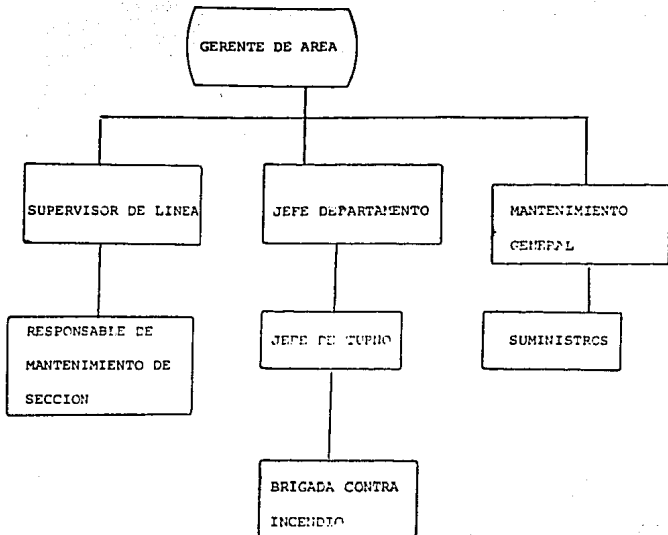 GERENTE DE AREA
SUPERVISOR DE LINEA
JEFE DEPARTAMENTO
MANTENIMIENTO
GENERAL
RESPONSABLE DE
MANTENIMIENTO DE
SECCION
JEFE DE TURNO
SUMINISTROS
BRIGADA CONTRA
INCENDIO